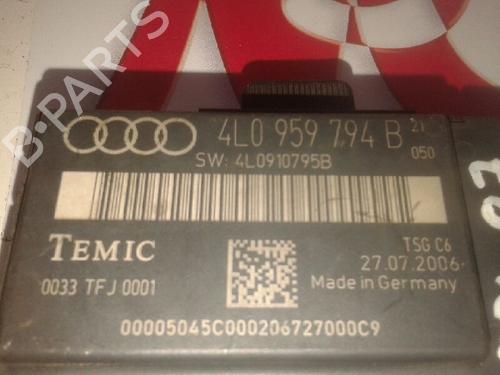 B-PARTS
4L0 959 794 B 21
050
SW: 4L0910795B
TEMIC
TSG C6
27.07.2006
0033 TFJ 0001
Made in Germany
00005045C000206727000C9